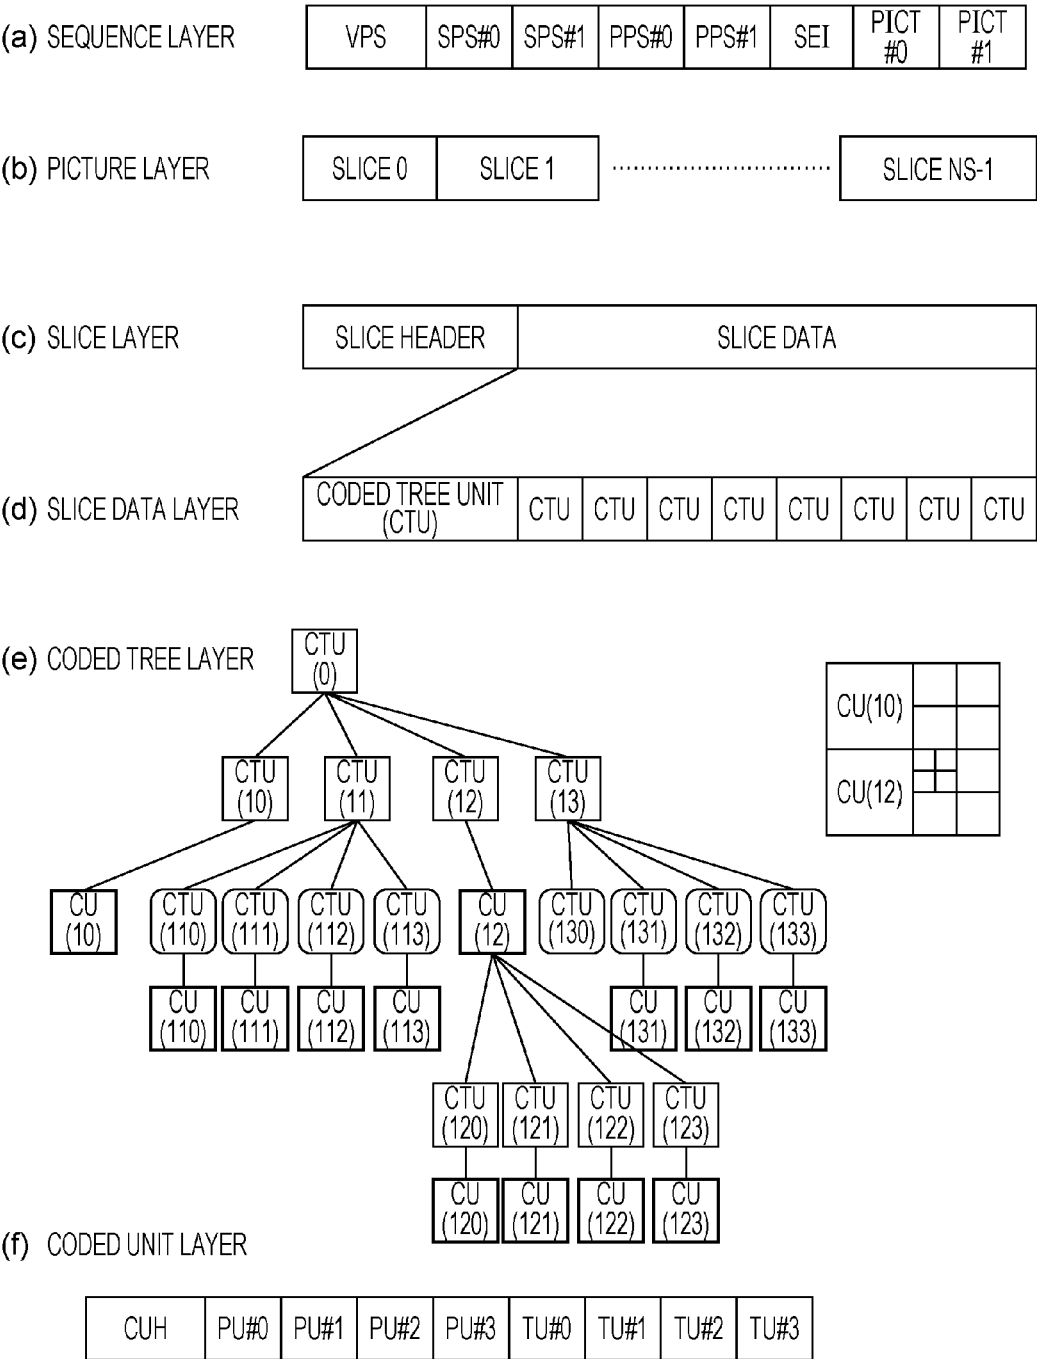 (a) SEQUENCE LAYER
VPS
SPS#0
SPS#1
PPS#0
PPS#1
SEI
PICT
#0
PICT
#1
(b) PICTURE LAYER
SLICE 0
SLICE 1
SLICE NS-1
(c) SLICE LAYER
SLICE HEADER
SLICE DATA
(d) SLICE DATA LAYER
CODED TREE UNIT
(CTU)
CTU
CTU
CTU
CTU
CTU
CTU
CTU
CTU
(e) CODED TREE LAYER
CTU
(0)
CU(10)
CU(12)
CTU
(10)
CTU
(11)
CTU
(12)
CTU
(13)
CU
(10)
CTU
(110)
CTU
(111)
CTU
(112)
CTU
(113)
CU
(12)
CTU
(130)
CTU
(131)
CTU
(132)
CTU
(133)
CU
(110)
CU
(111)
CU
(112)
CU
(113)
CU
(131)
CU
(132)
CU
(133)
CTU
(120)
CTU
(121)
CTU
(122)
CTU
(123)
CU
(120)
CU
(121)
CU
(122)
CU
(123)
(f) CODED UNIT LAYER
CUH
PU#0
PU#1
PU#2
PU#3
TU#0
TU#1
TU#2
TU#3